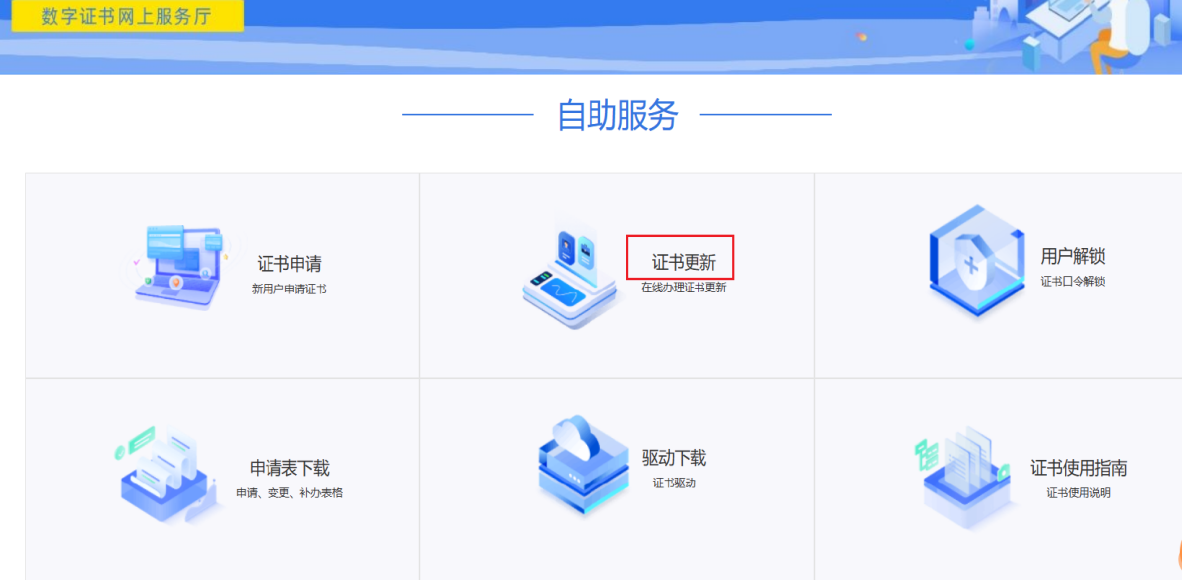 数字证书网上服务厅
自助服务
证书申请
新用户申请证书
证书更新
在线办理证书更新
用户解锁
证书口令解锁
申请表下载
申请、变更、补办表格
驱动下载
证书驱动
证书使用指南
证书使用说明